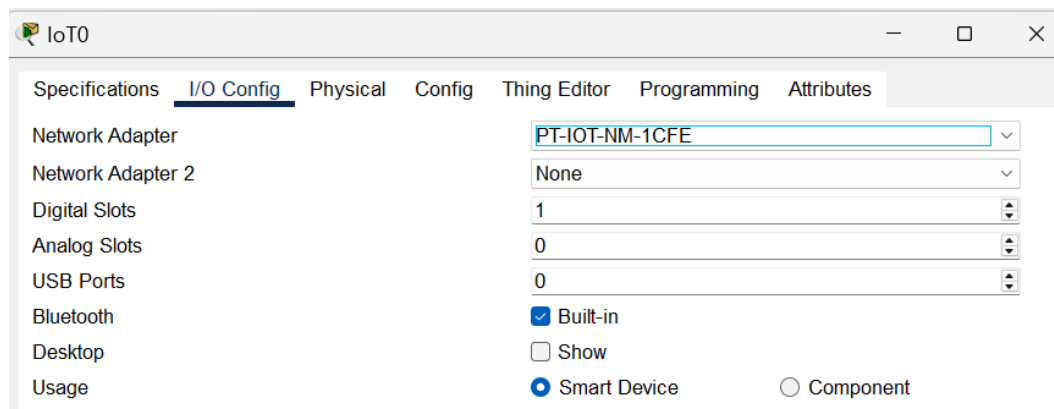 IoT0
Specifications I/O Config Physical Config Thing Editor Programming Attributes
Network Adapter PT-IOT-NM-1CFE
Network Adapter 2 None
Digital Slots 1
Analog Slots 0
USB Ports 0
Bluetooth Built-in
Desktop Show
Usage Smart Device Component